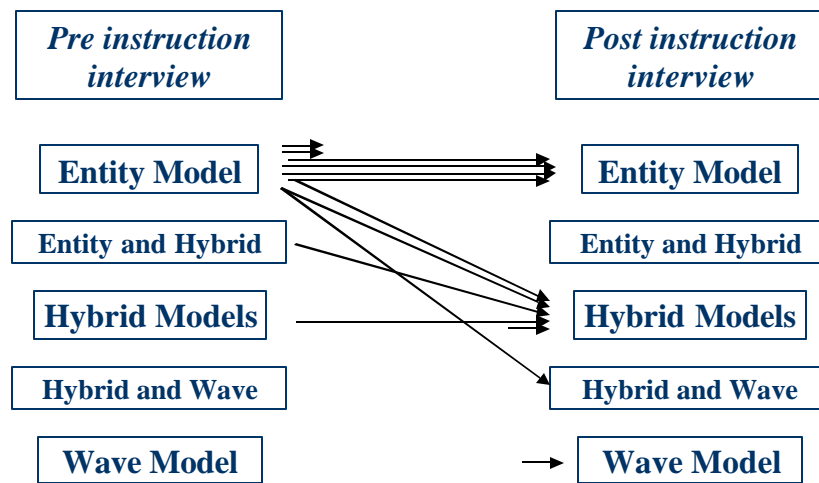 Pre instruction
interview
Post instruction
interview
Entity Model
Entity Model
Entity and Hybrid
Entity and Hybrid
Hybrid Models
Hybrid Models
Hybrid and Wave
Hybrid and Wave
Wave Model
Wave Model